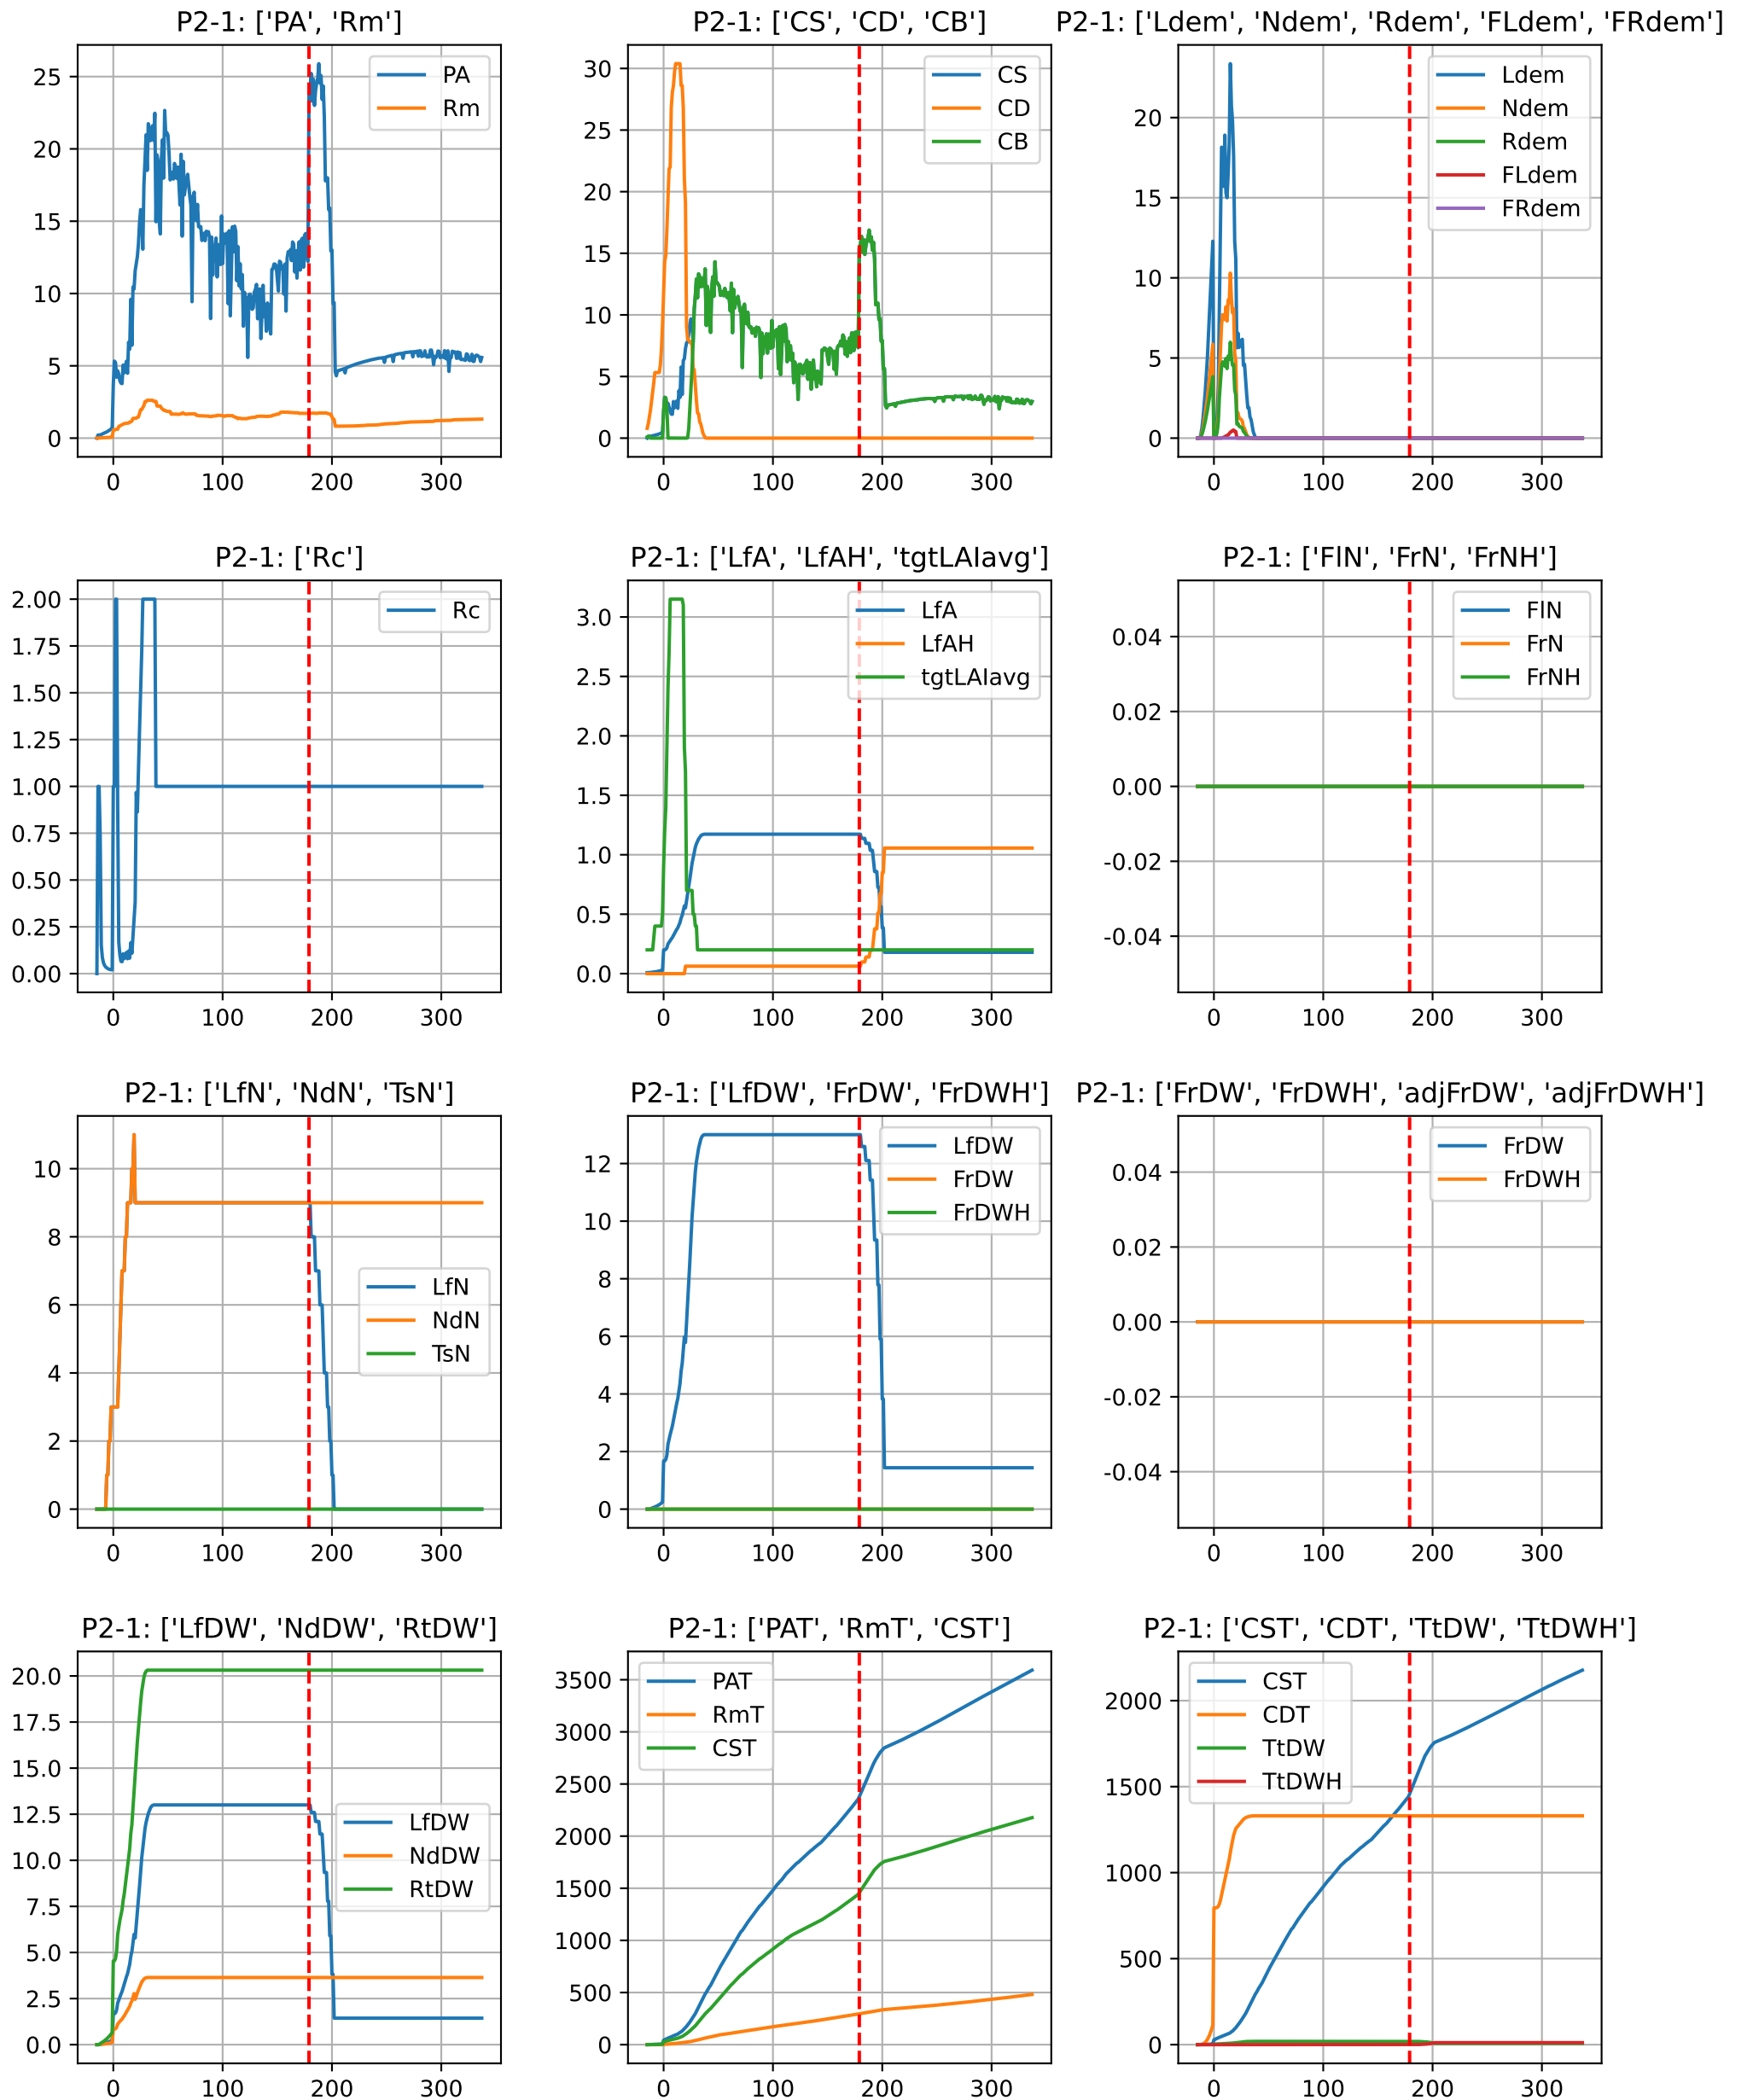 P2-1: ['PA', 'Rm']
25
20
15
10
5
0
0 100 200 300
PA
Rm
P2-1: ['CS', 'CD', 'CB']
30
25
20
15
10
5
0
0 100 200 300
CS
CD
CB
P2-1: ['Ldem', 'Ndem', 'Rdem', 'FLdem', 'FRdem']
20
15
10
5
0
0 100 200 300
Ldem
Ndem
Rdem
FLdem
FRdem
P2-1: ['Rc']
2.00
1.75
1.50
1.25
1.00
0.75
0.50
0.25
0.00
0 100 200 300
Rc
P2-1: ['LfA', 'LfAH', 'tgtLAIavg']
3.0
2.5
2.0
1.5
1.0
0.5
0.0
0 100 200 300
LfA
LfAH
tgtLAIavg
P2-1: ['FlN', 'FrN', 'FrNH']
0.04
0.02
0.00
-0.02
-0.04
0 100 200 300
FlN
FrN
FrNH
P2-1: ['LfN', 'NdN', 'TsN']
10
8
6
4
2
0
0 100 200 300
LfN
NdN
TsN
P2-1: ['LfDW', 'FrDW', 'FrDWH']
12
10
8
6
4
2
0
0 100 200 300
LfDW
FrDW
FrDWH
P2-1: ['FrDW', 'FrDWH', 'adjFrDW', 'adjFrDWH']
0.04
0.02
0.00
-0.02
-0.04
0 100 200 300
FrDW
FrDWH
P2-1: ['LfDW', 'NdDW', 'RtDW']
20.0
17.5
15.0
12.5
10.0
7.5
5.0
2.5
0.0
0 100 200 300
LfDW
NdDW
RtDW
P2-1: ['PAT', 'RmT', 'CST']
3500
3000
2500
2000
1500
1000
500
0
0 100 200 300
PAT
RmT
CST
P2-1: ['CST', 'CDT', 'TtDW', 'TtDWH']
2000
1500
1000
500
0
0 100 200 300
CST
CDT
TtDW
TtDWH